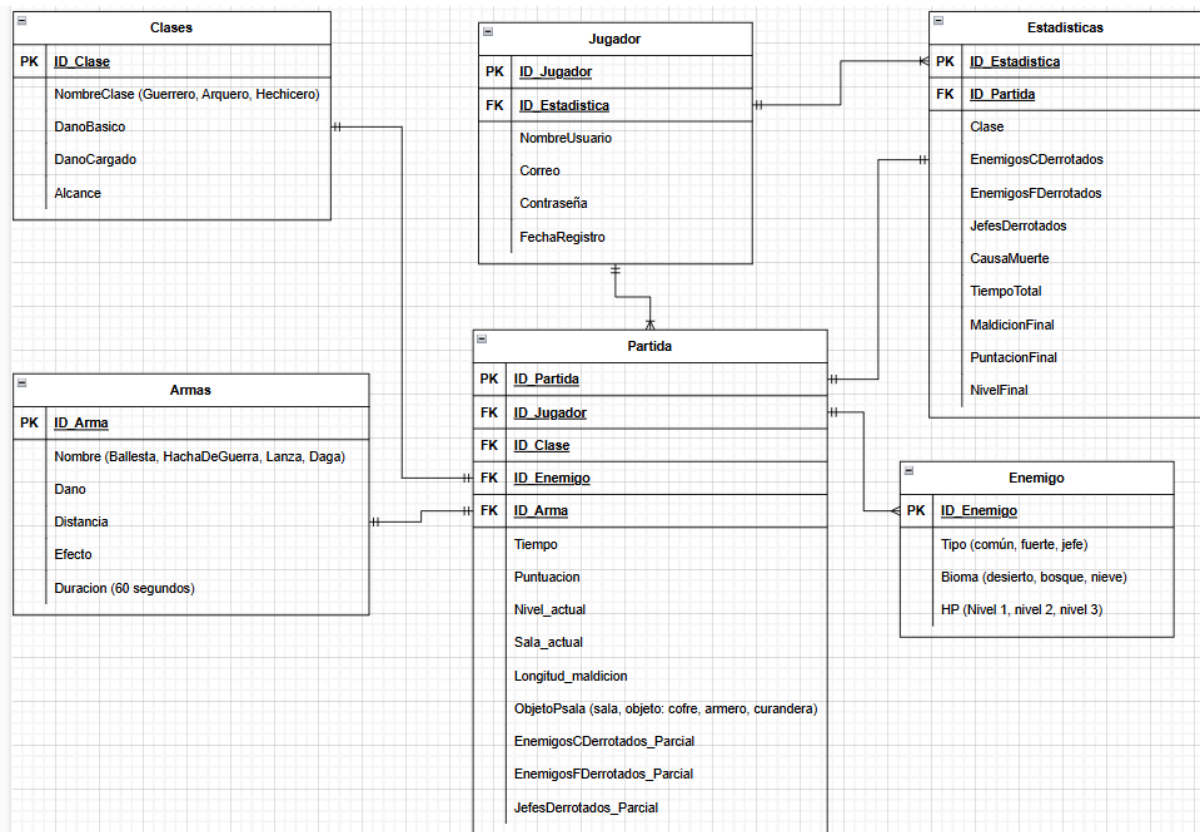 Clases
PK ID_Clase
NombreClase (Guerrero, Arquero, Hechicero)
DanoBasico
DanoCargado
Alcance
Jugador
PK ID_Jugador
FK ID_Estadistica
NombreUsuario
Correo
Contraseña
FechaRegistro
Estadisticas
PK ID_Estadistica
FK ID_Partida
Clase
EnemigosCDerrotados
EnemigosFDerrotados
JefesDerrotados
CausaMuerte
TiempoTotal
MaldicionFinal
PuntacionFinal
NivelFinal
Armas
PK ID_Arma
Nombre (Ballesta, HachaDeGuerra, Lanza, Daga)
Dano
Distancia
Efecto
Duracion (60 segundos)
Partida
PK ID_Partida
FK ID_Jugador
FK ID_Clase
FK ID_Enemigo
FK ID_Arma
Tiempo
Puntuacion
Nivel_actual
Sala_actual
Longitud_maldicion
ObjetoPsala (sala, objeto: cofre, armero, curandera)
EnemigosCDerrotados_Parcial
EnemigosFDerrotados_Parcial
JefesDerrotados_Parcial
Enemigo
PK ID_Enemigo
Tipo (común, fuerte, jefe)
Bioma (desierto, bosque, nieve)
HP (Nivel 1, nivel 2, nivel 3)